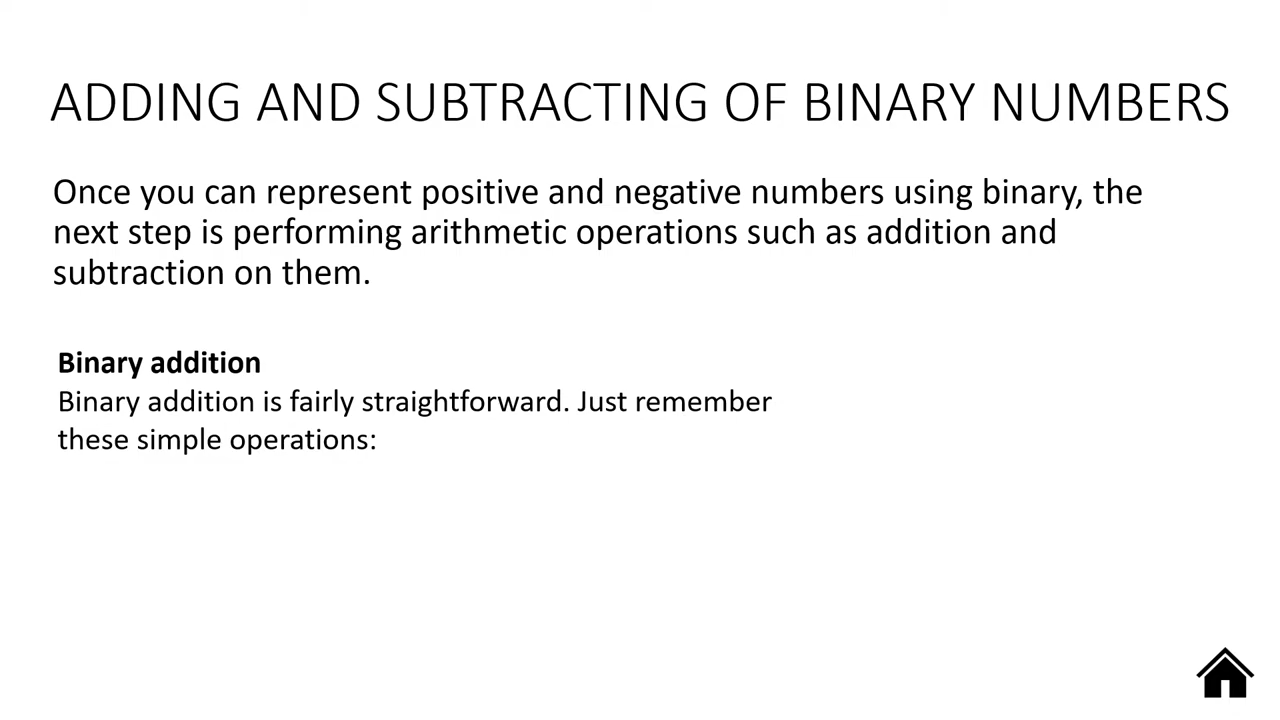 ADDING AND SUBTRACTING OF BINARY NUMBERS
Once you can represent positive and negative numbers using binary, the
next step is performing arithmetic operations such as addition and
subtraction on them.
Binary addition
Binary addition is fairly straightforward. Just remember
these simple operations: